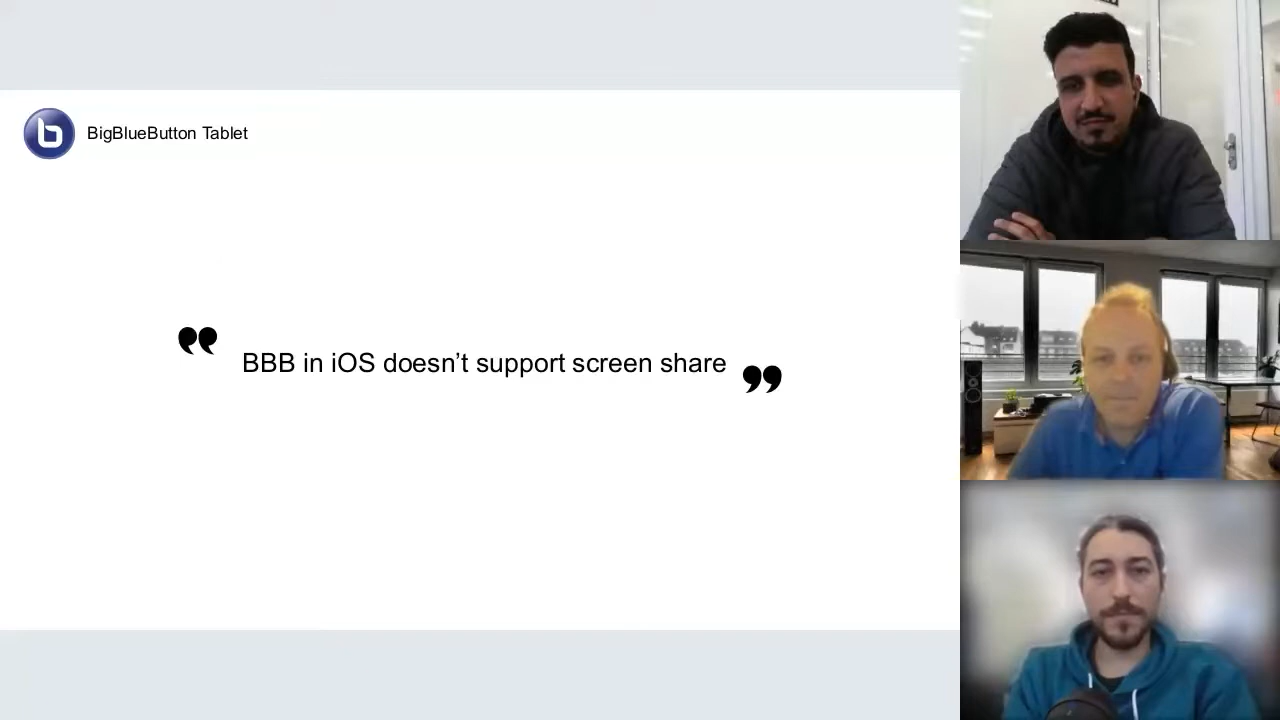 BigBlueButton Tablet
❞ BBB in iOS doesn’t support screen share ❞